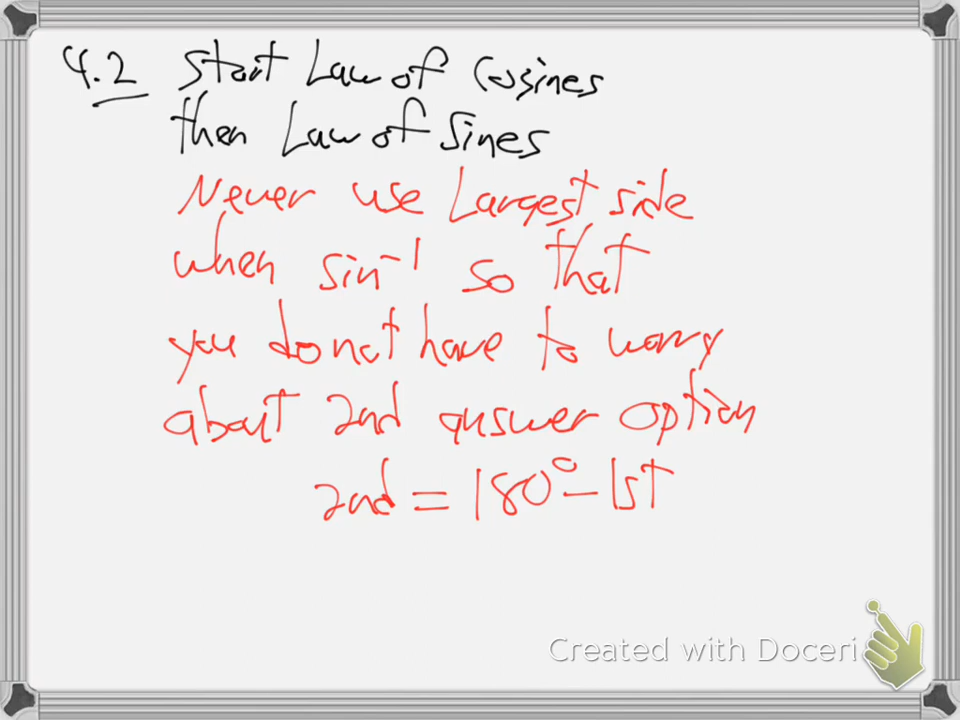 4.2 Start Law of Cosines
then Law of Sines
Never use Largest side
when sin⁻¹ so that
you do not have to worry
about 2nd answer option
2nd = 180° - 1st
Created with Doceri